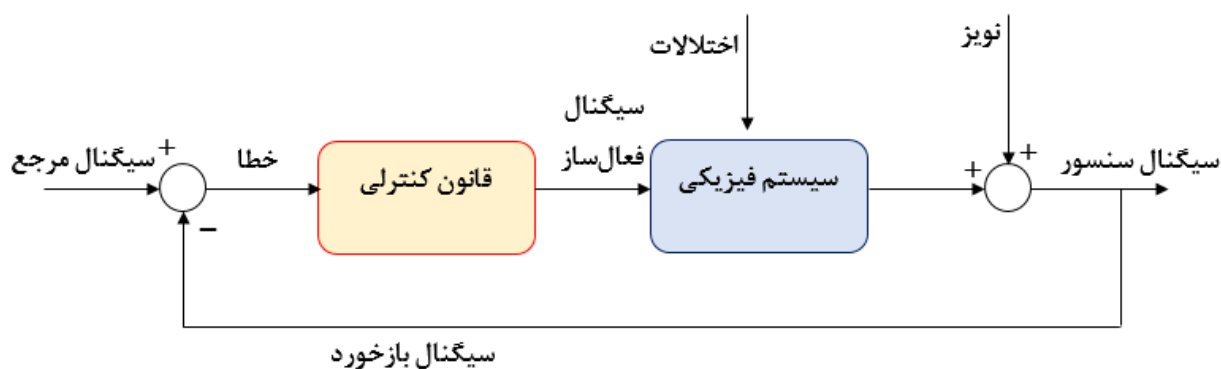 نویز
اختلالات
سیگنال
فعال‌ساز
سیگنال مرجع
+
خطا
قانون کنترلی
سیستم فیزیکی
+
+
سیگنال سنسور
−
سیگنال بازخورد